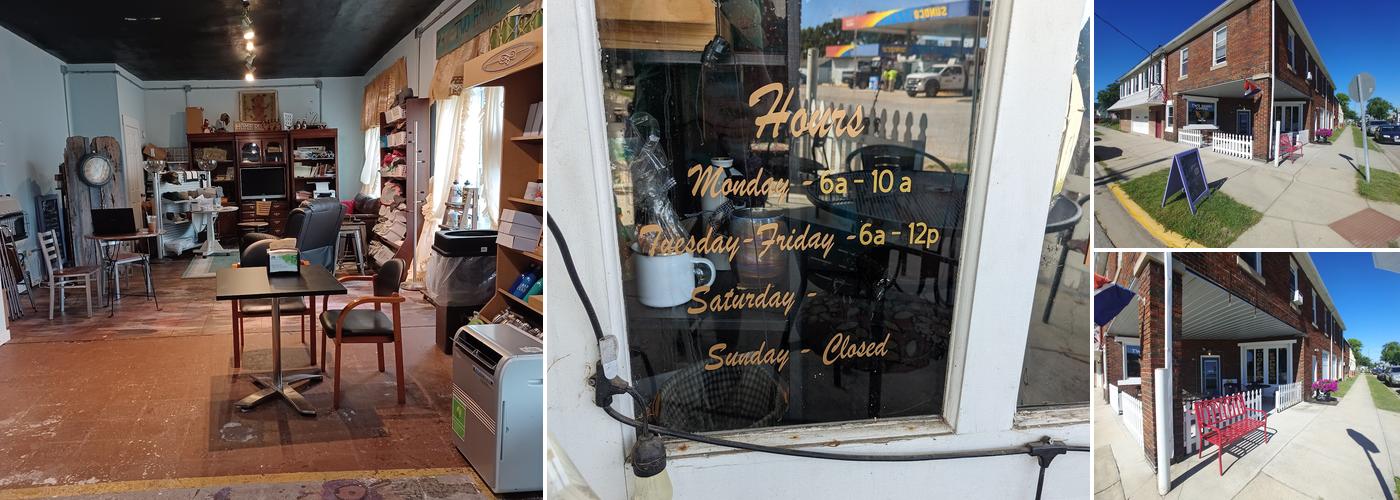 Hours
Monday - 6a - 10 a
Tuesday-Friday - 6a - 12p
Saturday -
Sunday - Closed
SUNOCO